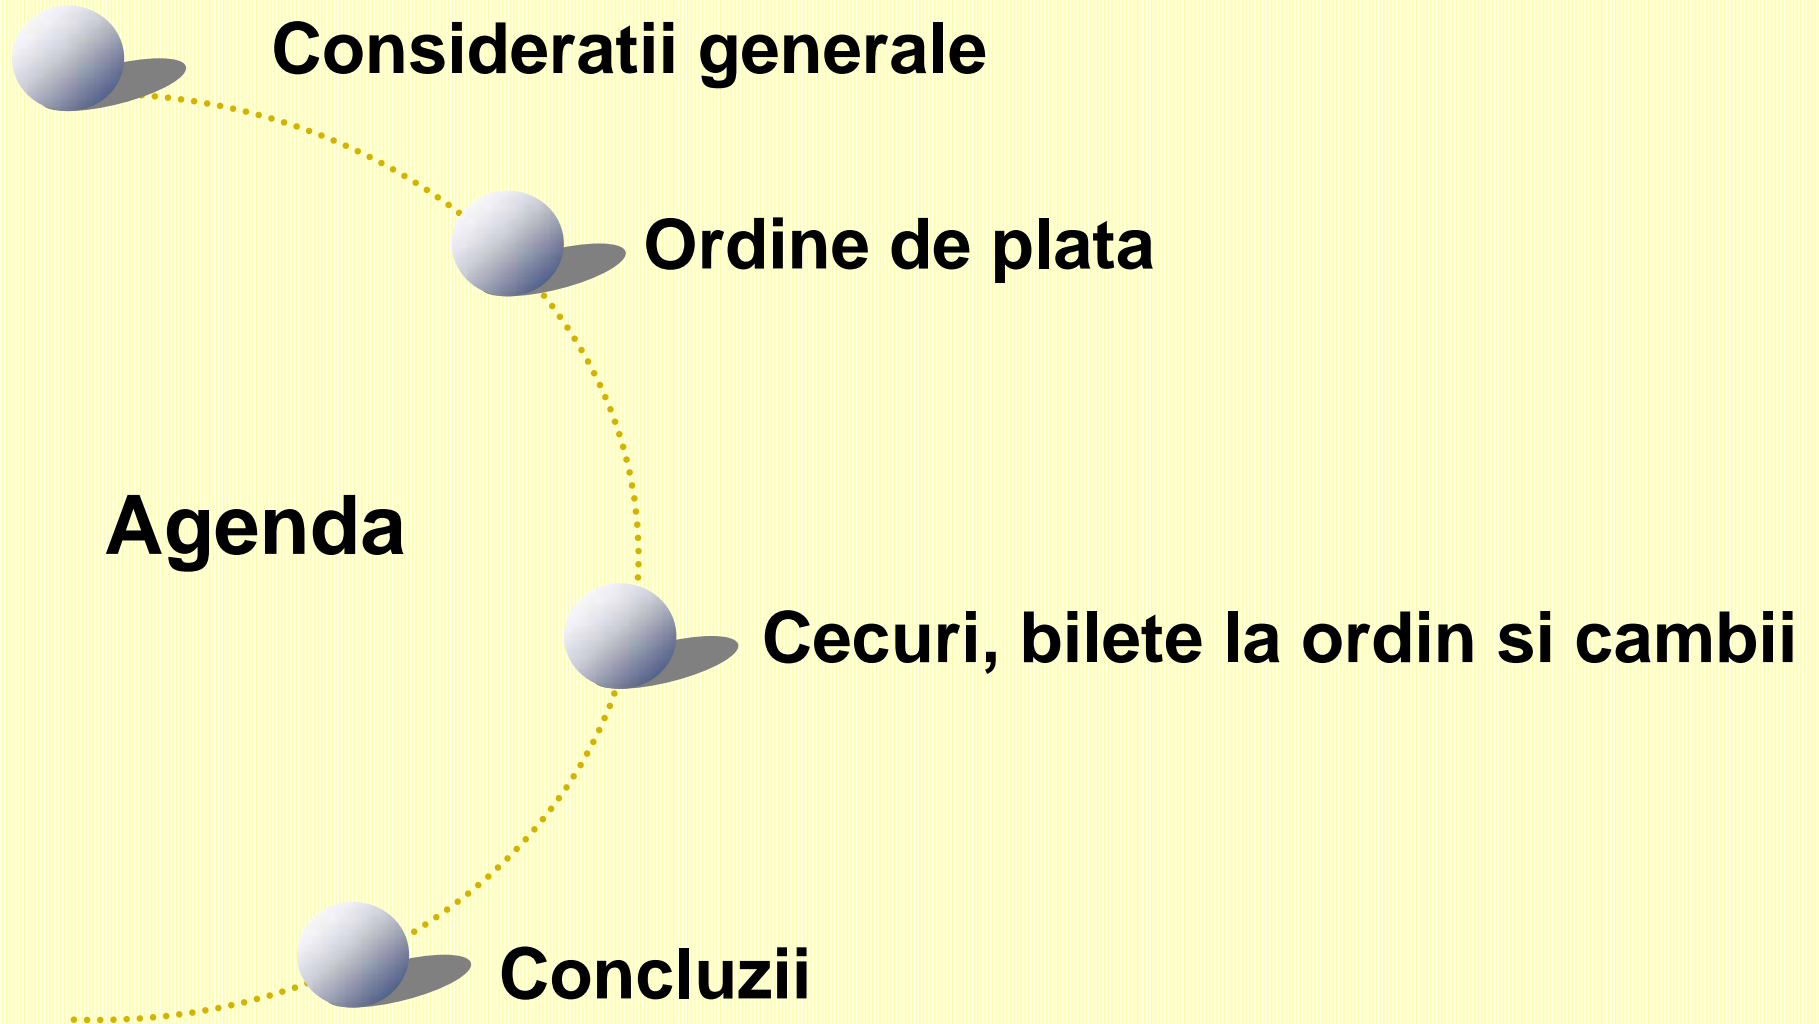 Consideratii generale
Ordine de plata
Agenda
Cecuri, bilete la ordin si cambii
Concluzii